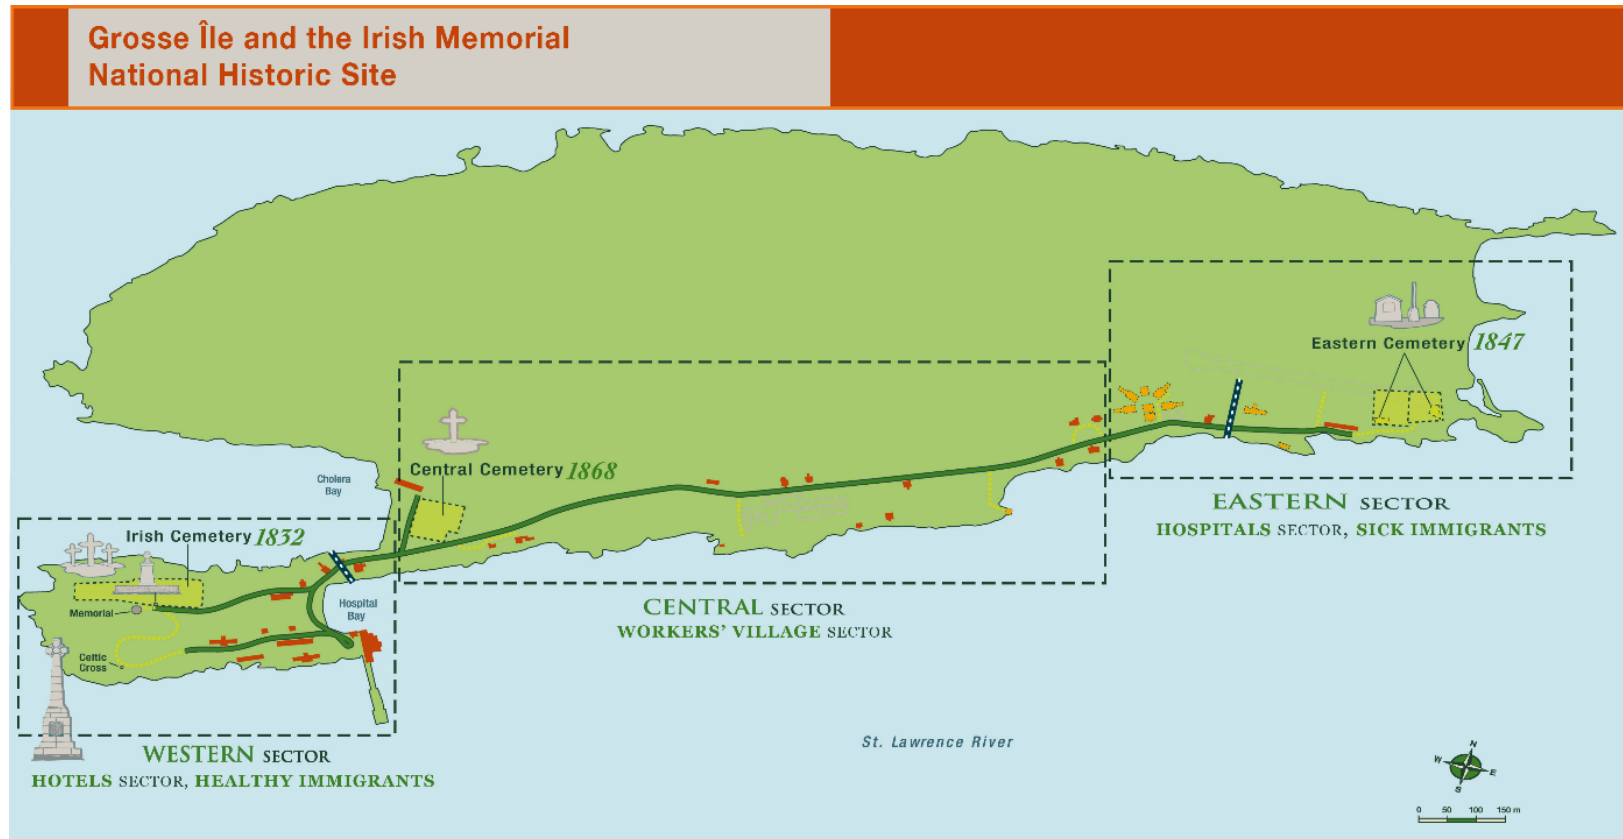 Grosse Île and the Irish Memorial
National Historic Site
Eastern Cemetery 1847
Central Cemetery 1868
Cholera
Bay
EASTERN SECTOR
HOSPITALS SECTOR, SICK IMMIGRANTS
Irish Cemetery 1832
Memorial
Hospital
Bay
CENTRAL SECTOR
WORKERS' VILLAGE SECTOR
Celtic
Cross
WESTERN SECTOR
HOTELS SECTOR, HEALTHY IMMIGRANTS
St. Lawrence River
N
W
E
S
0 50 100 150 m